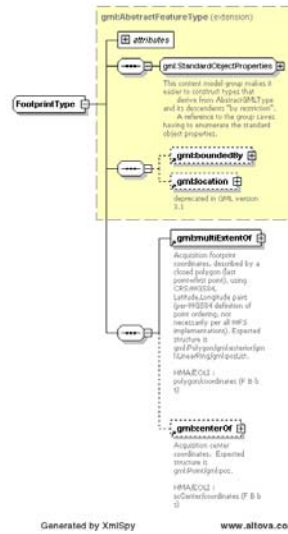 gml:AbstractFeatureType (extension)
attributes
gml:StandardObjectProperties
This content model group makes it
easier to construct types that
derive from AbstractGMLType
and its descendents "by restriction".
A reference to the group saves
having to enumerate the standard
object properties.
FootprintType
gml:boundedBy
gml:location
deprecated in GML version
3.1
gml:multiExtentOf
Acquisition footprint
coordinates, described by a
closed polygon (last
point=first point), using
CRS:WGS84,
Latitude,Longitude pairs
(per-WGS84 definition of
point ordering, not
necessarily per all WFS
implementations). Expected
structure is
gml:Polygon/gml:exterior/gml
:LinearRing/gml:posList.
HMA/EOLI :
polygon/coordinates (F B b
s)
gml:centerOf
Acquisition center
coordinates. Expected
structure is
gml:Point/gml:pos.
HMA/EOLI :
scCenter/coordinates (F B b
s)
Generated by XmlSpy
www.altova.co